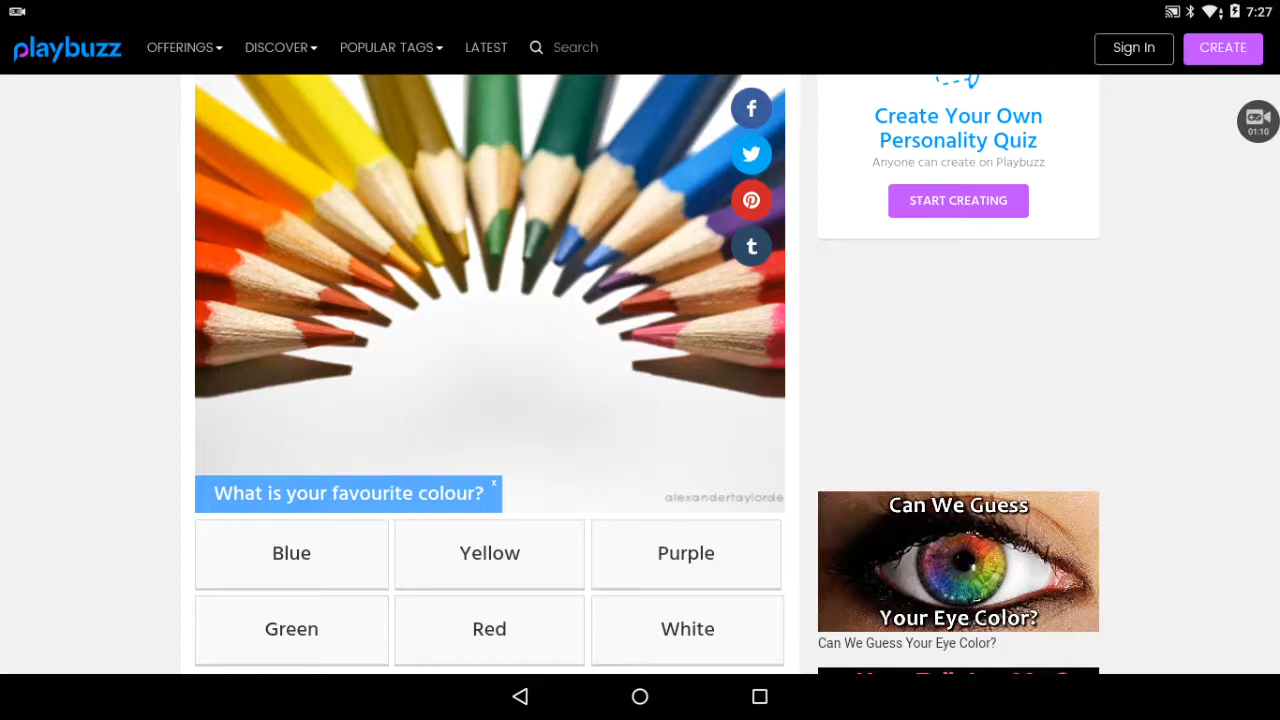 7:27
playbuzz OFFERINGS DISCOVER POPULAR TAGS LATEST Search Sign In CREATE
Create Your Own
Personality Quiz
Anyone can create on Playbuzz
START CREATING
01:10
What is your favourite colour? x
alexandertaylorde
Blue Yellow Purple
Green Red White
Can We Guess
Your Eye Color?
Can We Guess Your Eye Color?